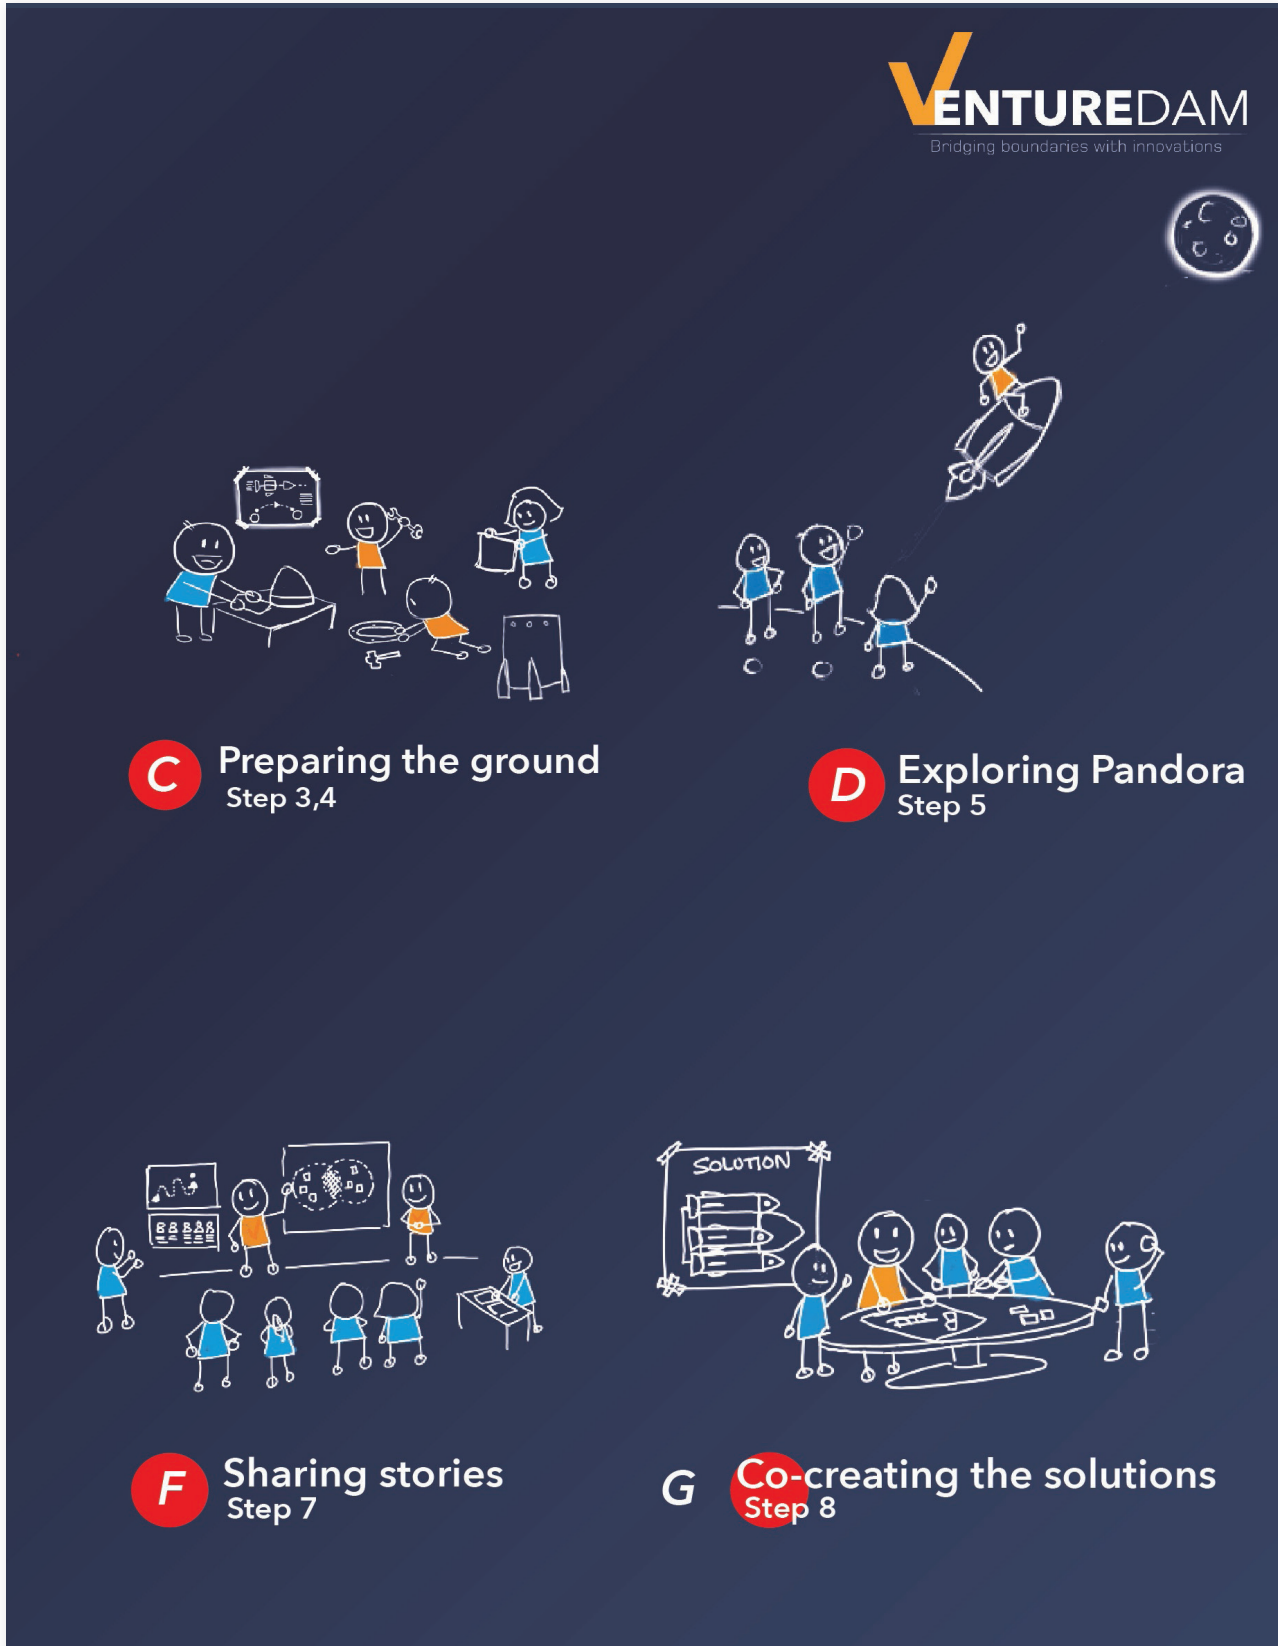 VENTUREDAM
Bridging boundaries with innovations
C Preparing the ground
Step 3,4
D Exploring Pandora
Step 5
SOLUTION
F Sharing stories
Step 7
G Co-creating the solutions
Step 8